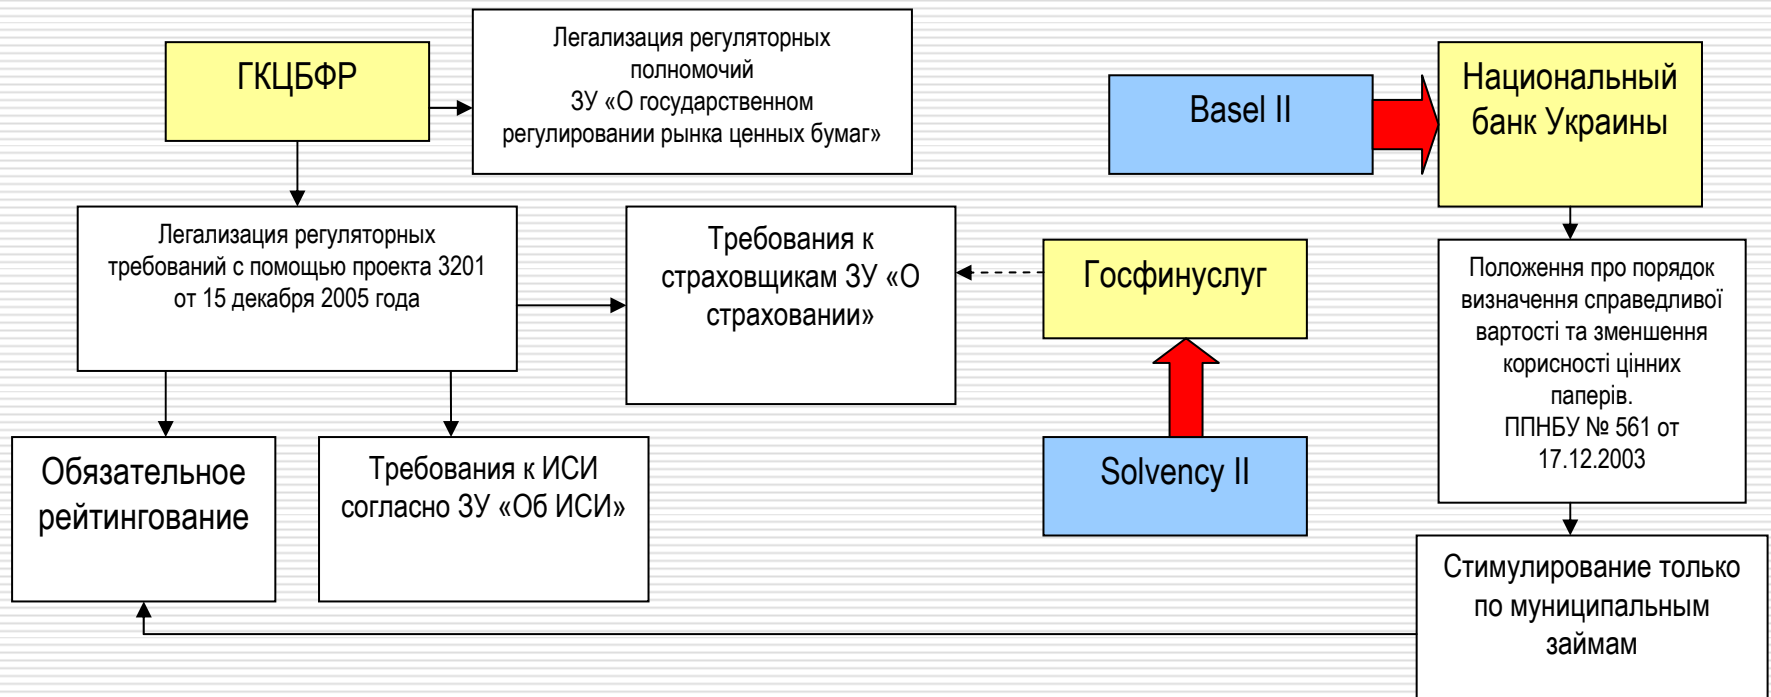 ГКЦБФР
Легализация регуляторных
полномочий
ЗУ «О государственном
регулировании рынка ценных бумаг»
Basel II
Национальный
банк Украины
Легализация регуляторных
требований с помощью проекта 3201
от 15 декабря 2005 года
Требования к
страховщикам ЗУ «О
страховании»
Госфинуслуг
Положення про порядок
визначення справедливої
вартості та зменшення
корисності цінних
паперів.
ППНБУ № 561 от
17.12.2003
Обязательное
рейтингование
Требования к ИСИ
согласно ЗУ «Об ИСИ»
Solvency II
Стимулирование только
по муниципальным
займам